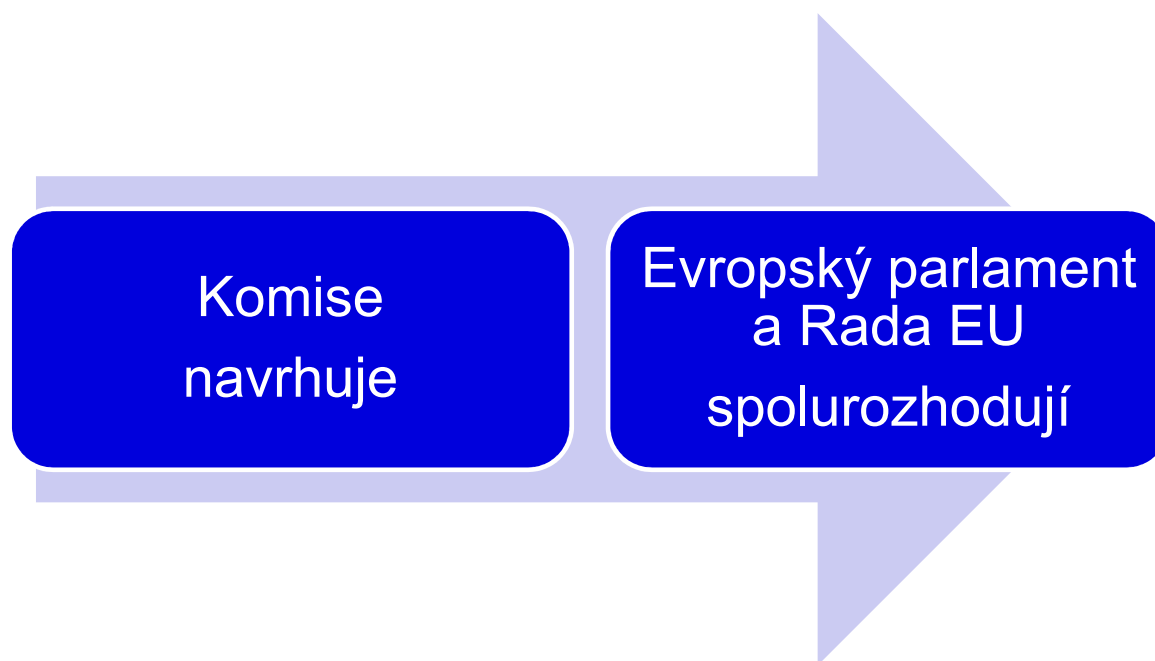 Komise
navrhuje
Evropský parlament
a Rada EU
spolurozhodují